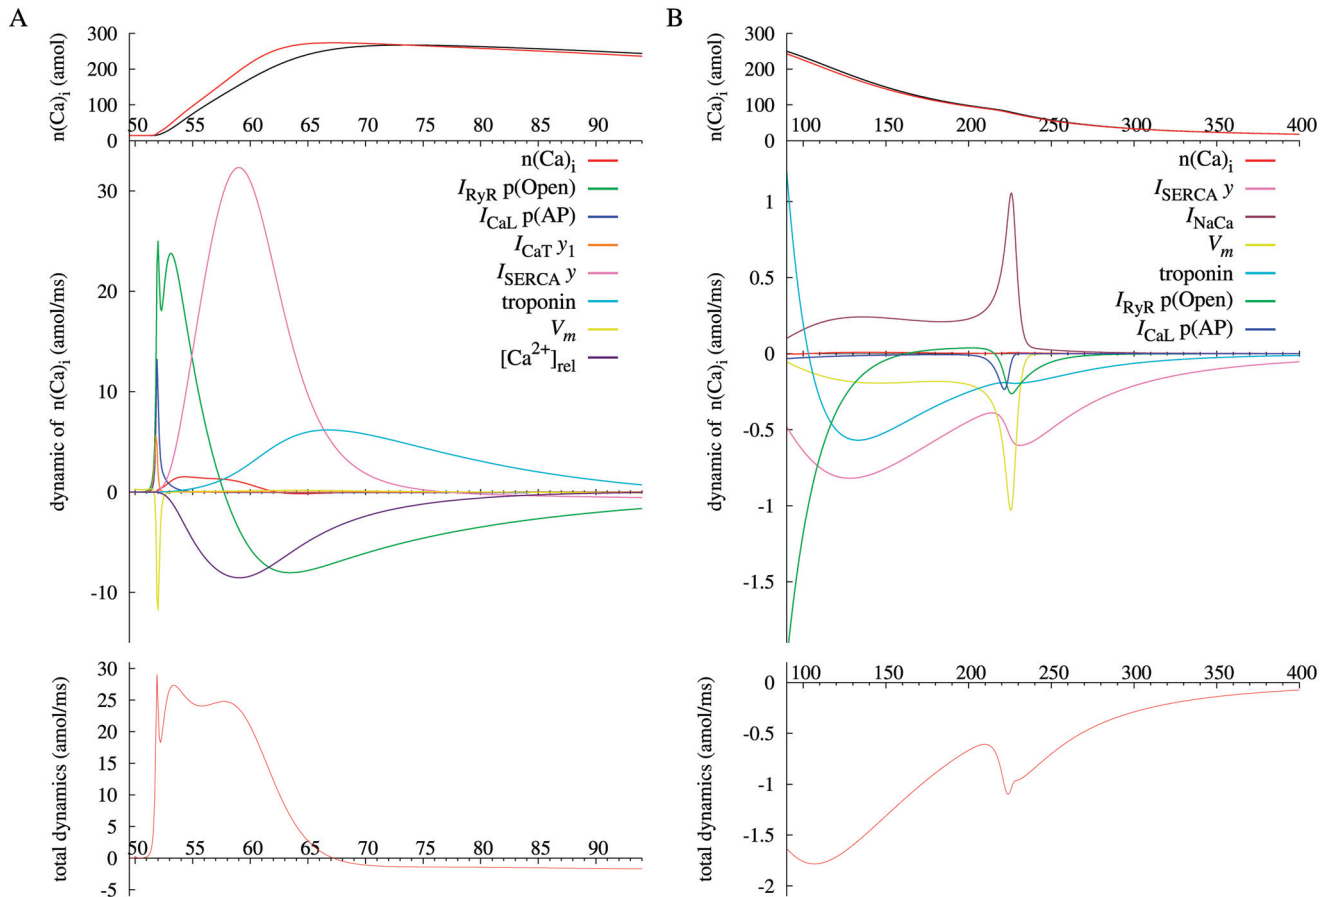 A
n(Ca)i (amol)
300
200
100
0
50 55 60 65 70 75 80 85 90
dynamic of n(Ca)i (amol/ms)
30
20
10
0
-10
n(Ca)i
IRyR p(Open)
ICaL p(AP)
ICaT y1
ISERCA y
troponin
Vm
[Ca2+]rel
total dynamics (amol/ms)
30
25
20
15
10
5
0
-5
50 55 60 65 70 75 80 85 90
B
n(Ca)i (amol)
300
200
100
0
100 150 200 250 300 350 400
dynamic of n(Ca)i (amol/ms)
1
0.5
0
-0.5
-1
-1.5
n(Ca)i
ISERCA y
INaCa
Vm
troponin
IRyR p(Open)
ICaL p(AP)
total dynamics (amol/ms)
100 150 200 250 300 350 400
0
-0.5
-1
-1.5
-2